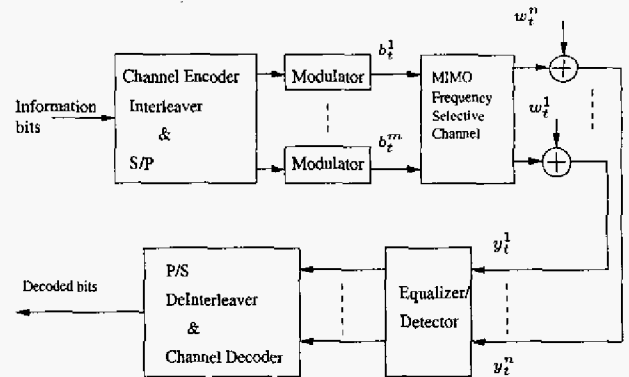 Information
bits
Channel Encoder
Interleaver
&
S/P
Modulator
Modulator
b_t^1
b_t^m
MIMO
Frequency
Selective
Channel
w_t^n
w_t^1
y_t^1
y_t^n
Equalizer/
Detector
P/S
DeInterleaver
&
Channel Decoder
Decoded bits